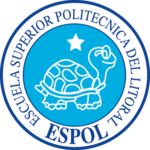 ESCUELA SUPERIOR POLITECNICA DEL LITORAL
ESPOL